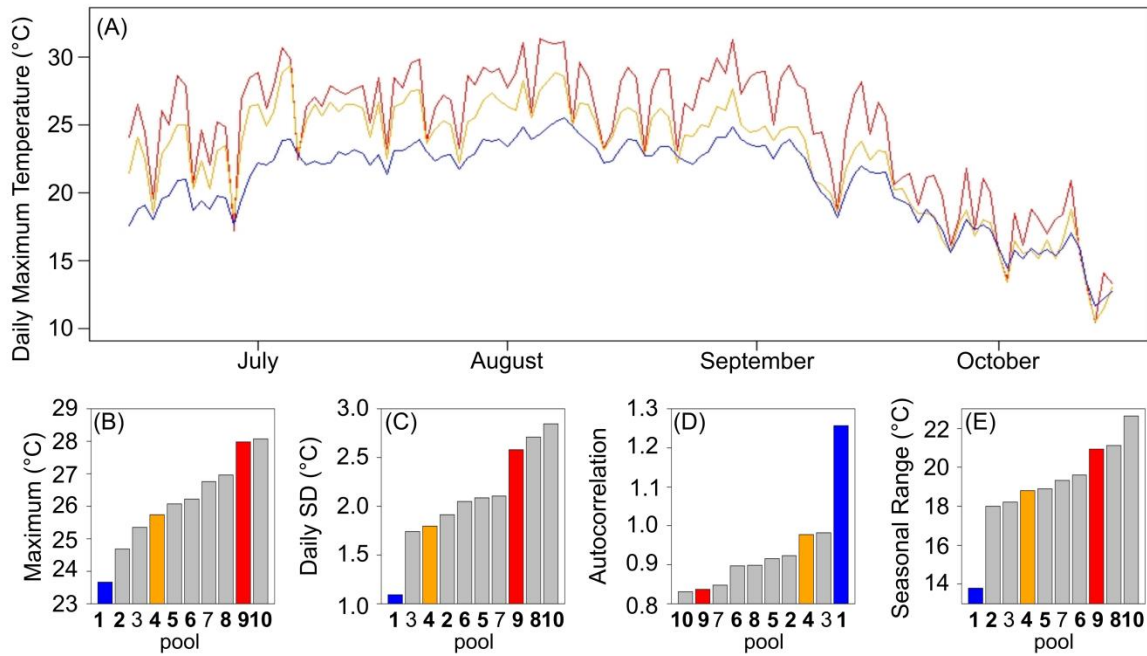 (A)
Daily Maximum Temperature (°C)
30
25
20
15
10
July August September October
(B)
Maximum (°C)
29
28
27
26
25
24
23
1 2 3 4 5 6 7 8 9 10
pool
(C)
Daily SD (°C)
3.0
2.5
2.0
1.5
1.0
1 3 4 2 6 5 7 9 8 10
pool
(D)
Autocorrelation
1.3
1.2
1.1
1.0
0.9
0.8
10 9 7 6 8 5 2 4 3 1
pool
(E)
Seasonal Range (°C)
22
20
18
16
14
1 2 3 4 5 7 6 9 8 10
pool